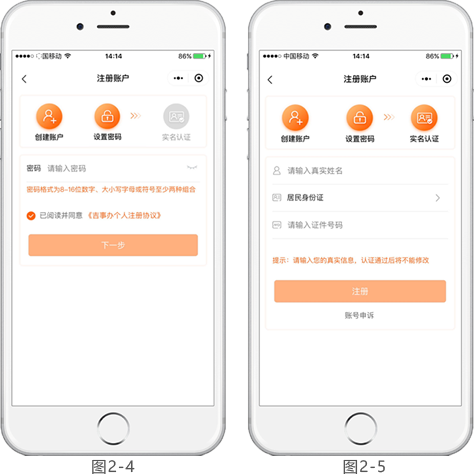 中国移动 14:14 86%
注册账户
创建账户 设置密码 实名认证
密码 请输入密码
密码格式为8-16位数字、大小写字母或符号至少两种组合
已阅读并同意《吉事办个人注册协议》
下一步
图2-4
中国移动 14:14 86%
注册账户
创建账户 设置密码 实名认证
请输入真实姓名
居民身份证
请输入证件号码
提示：请输入您的真实信息，认证通过后将不能修改
注册
账号申诉
图2-5